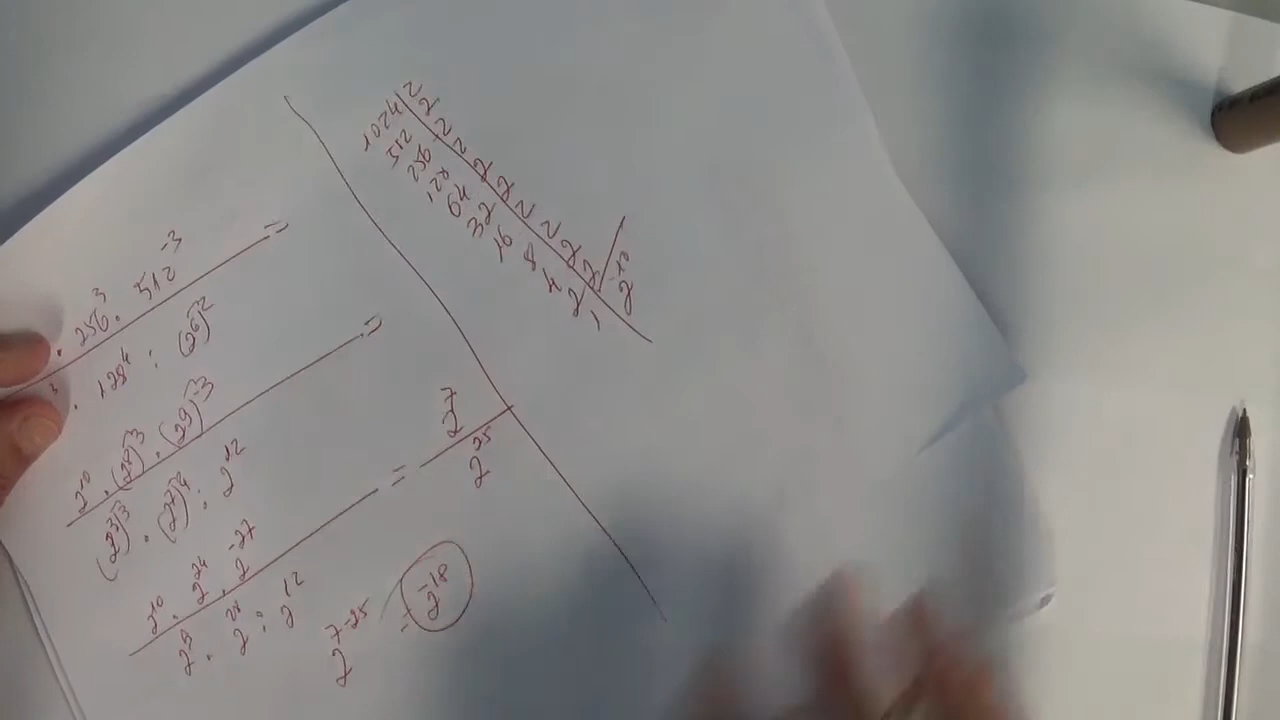 . 256³ . 512⁻³ =
³ . 128⁴ : (2⁶)²
2¹⁰ . (2⁸)³ . (2⁹)⁻³ =
(2³)³ . (2⁷)⁴ : 2¹²
2¹⁰ . 2²⁴ . 2⁻²⁷ = 2⁷
2⁹ . 2²⁸ : 2¹² 2²⁵
2⁷⁻²⁵ = 2⁻¹⁸
1024 2
512 2
256 2
128 2
64 2
32 2
16 2
8 2
4 2
2 2
1 2¹⁰